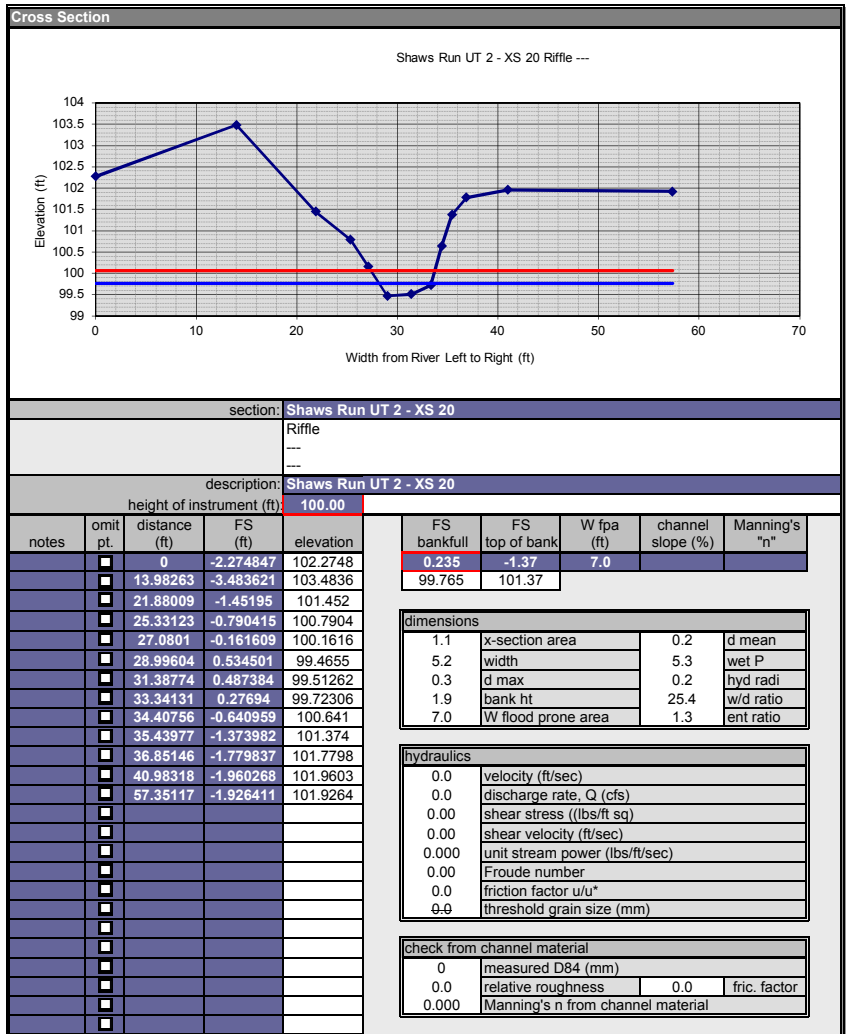 Cross Section
Shaws Run UT 2 - XS 20 Riffle ---
104
103.5
103
102.5
102
101.5
101
100.5
100
99.5
99
Elevation (ft)
0 10 20 30 40 50 60 70
Width from River Left to Right (ft)
section: Shaws Run UT 2 - XS 20
Riffle
---
---
description: Shaws Run UT 2 - XS 20
height of instrument (ft): 100.00
notes omit pt. distance (ft) FS (ft) elevation
0 -2.274847 102.2748
13.98263 -3.483621 103.4836
21.88009 -1.45195 101.452
25.33123 -0.790415 100.7904
27.0801 -0.161609 100.1616
28.99604 0.534501 99.4655
31.38774 0.487384 99.51262
33.34131 0.27694 99.72306
34.40756 -0.640959 100.641
35.43977 -1.373982 101.374
36.85146 -1.779837 101.7798
40.98318 -1.960268 101.9603
57.35117 -1.926411 101.9264
FS bankfull FS top of bank W fpa (ft) channel slope (%) Manning's "n"
0.235 -1.37 7.0
99.765 101.37
dimensions
1.1 x-section area 0.2 d mean
5.2 width 5.3 wet P
0.3 d max 0.2 hyd radi
1.9 bank ht 25.4 w/d ratio
7.0 W flood prone area 1.3 ent ratio
hydraulics
0.0 velocity (ft/sec)
0.0 discharge rate, Q (cfs)
0.00 shear stress ((lbs/ft sq)
0.00 shear velocity (ft/sec)
0.000 unit stream power (lbs/ft/sec)
0.00 Froude number
0.0 friction factor u/u*
0.0 threshold grain size (mm)
check from channel material
0 measured D84 (mm)
0.0 relative roughness 0.0 fric. factor
0.000 Manning's n from channel material